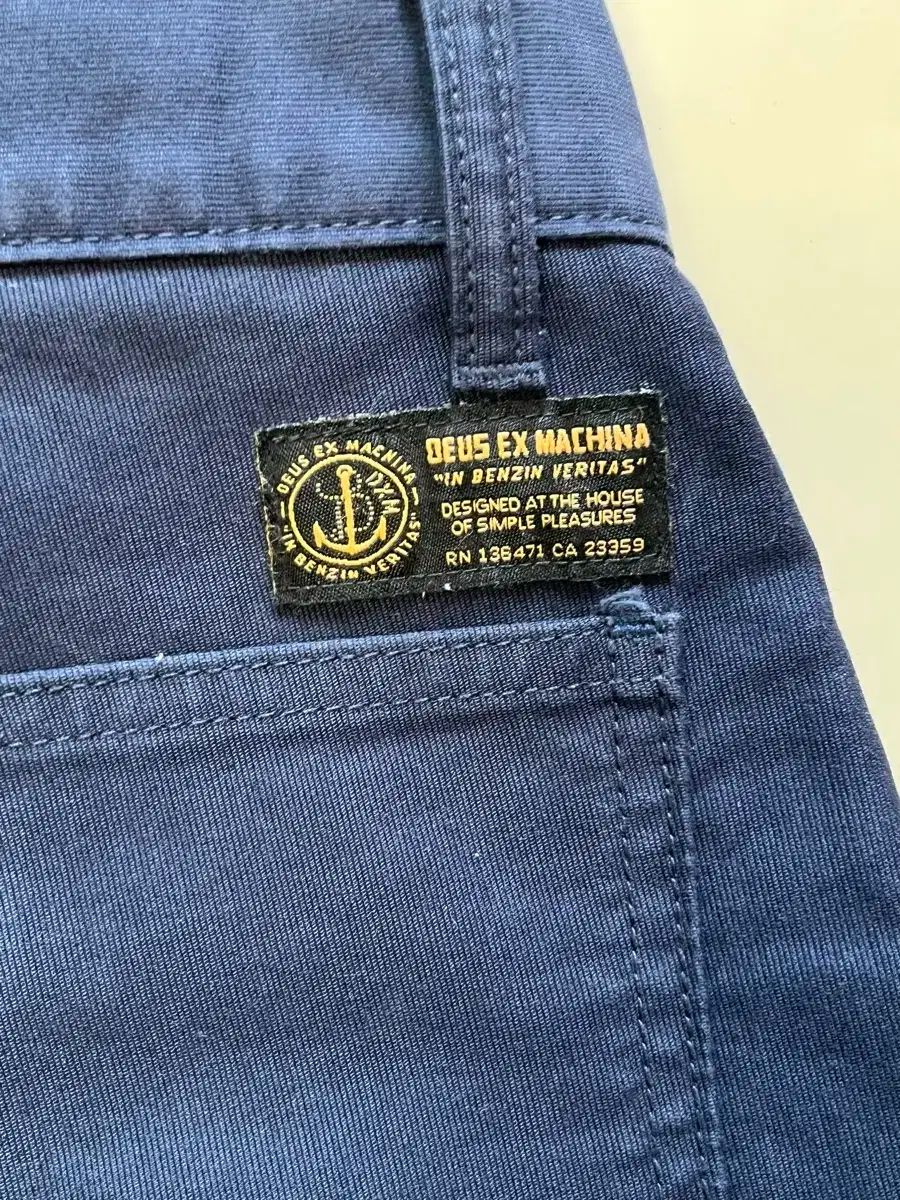 DEUS EX MACHINA
DXM
"IN BENZIN VERITAS"
DEUS EX MACHINA
"IN BENZIN VERITAS"
DESIGNED AT THE HOUSE
OF SIMPLE PLEASURES
RN 136471 CA 23359